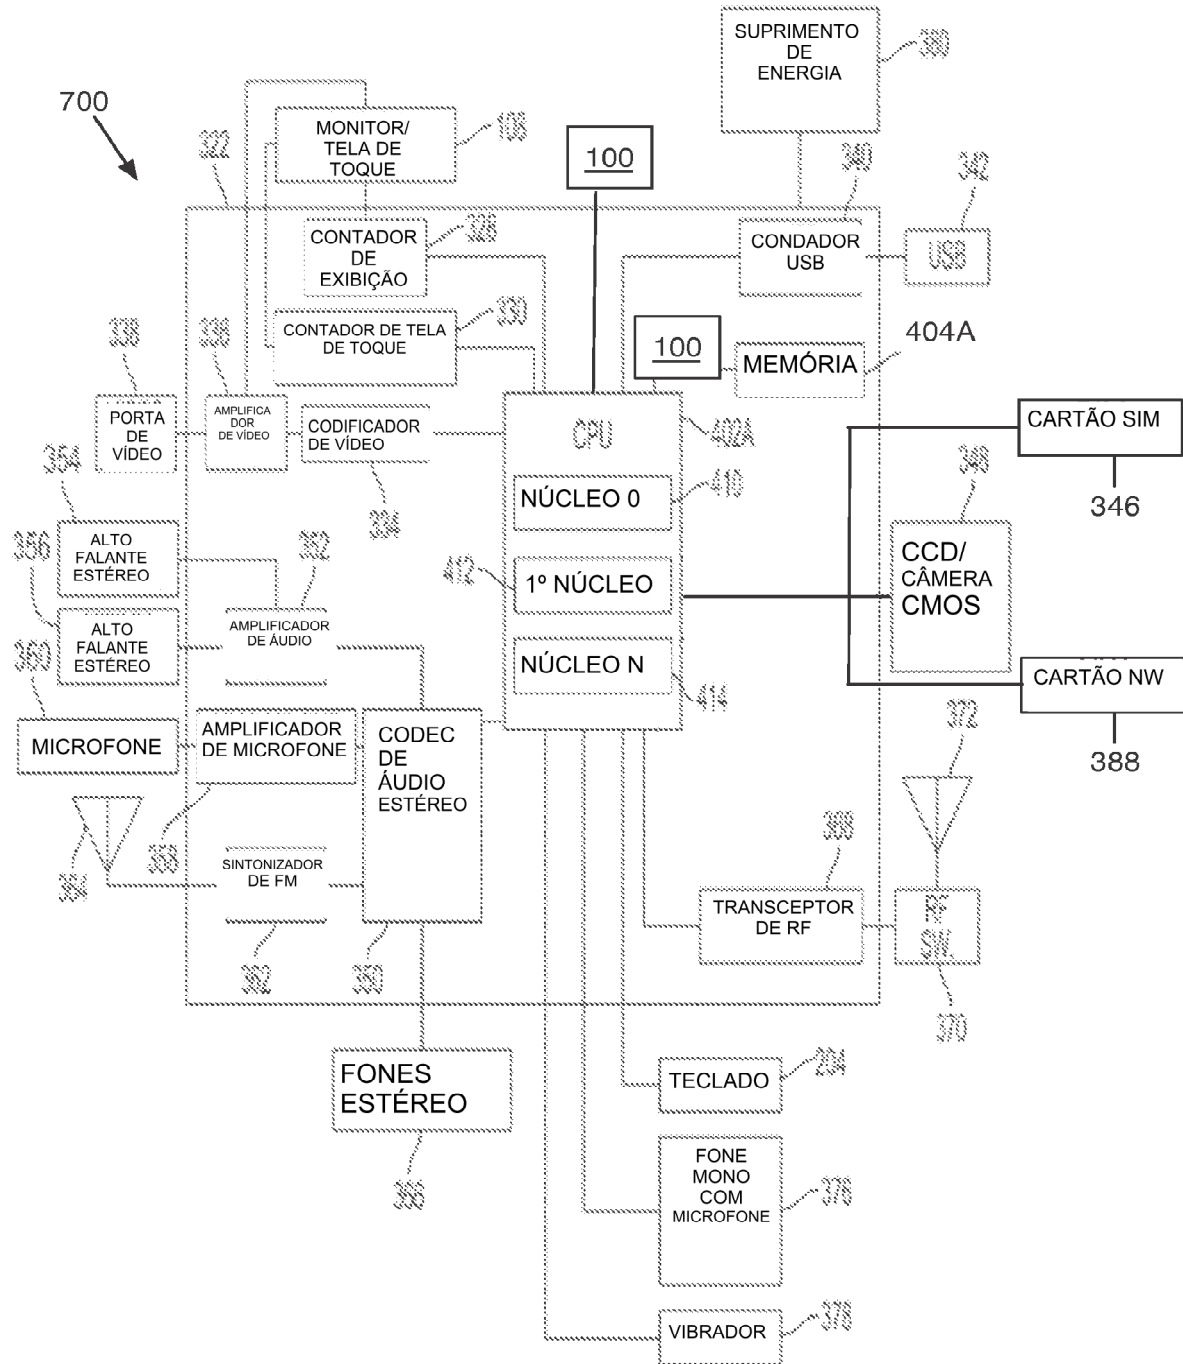 SUPRIMENTO
DE
ENERGIA
380
700
MONITOR/
TELA DE
TOQUE
108
322
100
340
342
CONTADOR
DE
EXIBIÇÃO
328
CONDADOR
USB
USB
330
CONTADOR DE TELA
DE TOQUE
100
MEMÓRIA
404A
338
336
PORTA
DE
VÍDEO
AMPLIFICA
DOR
DE VÍDEO
CODIFICADOR
DE VÍDEO
334
CPU
402A
CARTÃO SIM
346
348
NÚCLEO 0
410
354
ALTO
FALANTE
ESTÉREO
356
352
412
1º NÚCLEO
CCD/
CÂMERA
CMOS
ALTO
FALANTE
ESTÉREO
AMPLIFICADOR
DE ÁUDIO
360
NÚCLEO N
414
CARTÃO NW
388
MICROFONE
AMPLIFICADOR
DE MICROFONE
CODEC
DE
ÁUDIO
ESTÉREO
372
364
358
SINTONIZADOR
DE FM
368
362
350
TRANSCEPTOR
DE RF
RF
SW.
370
FONES
ESTÉREO
366
TECLADO
204
FONE
MONO
COM
MICROFONE
376
VIBRADOR
378